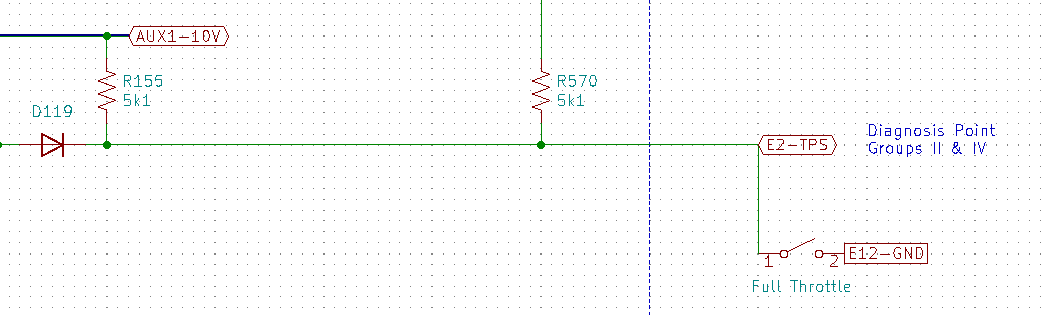 AUX1-10V
R155
5k1
R570
5k1
D119
E2-TPS
Diagnosis Point
Groups II & IV
1
2
E12-GND
Full Throttle